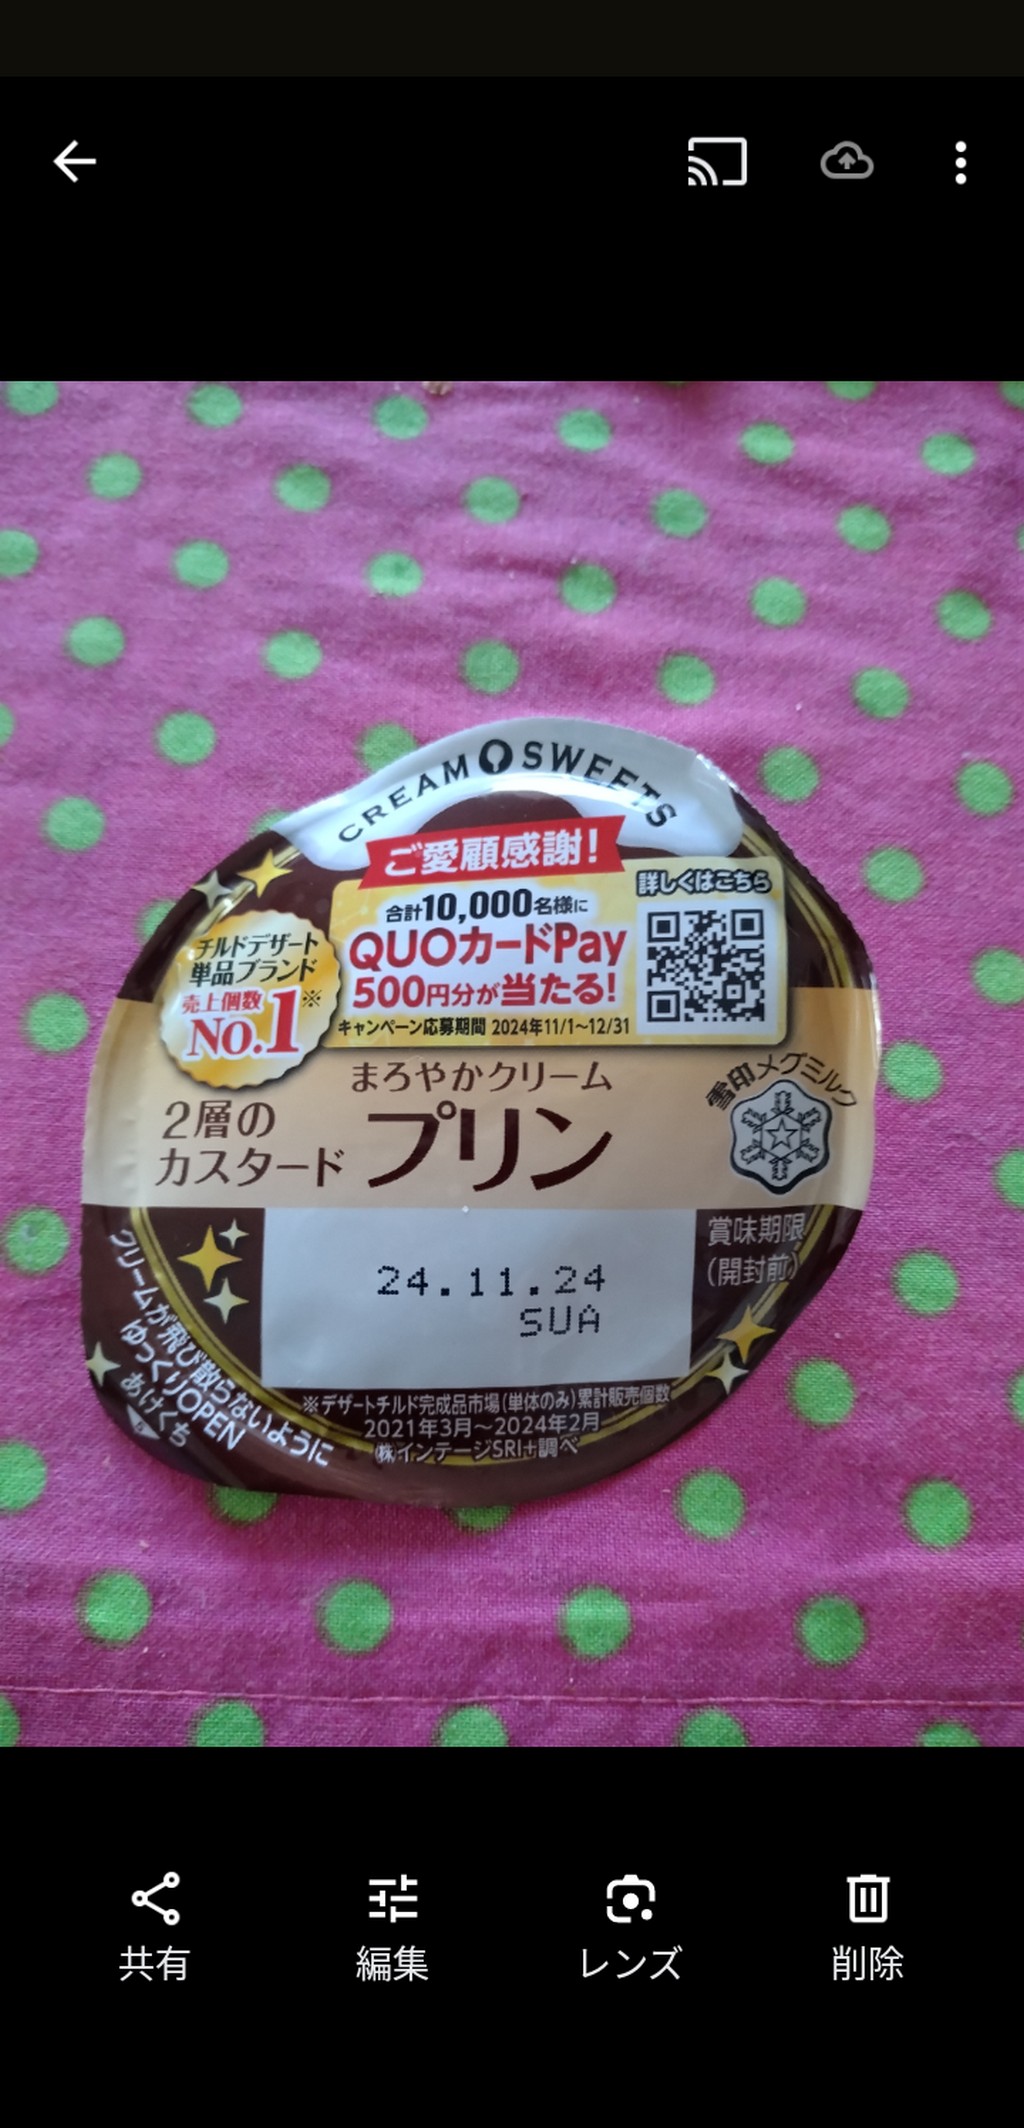 CREAM SWEETS
ご愛顧感謝!
詳しくはこちら
合計10,000名様に
QUOカードPay
500円分が当たる!
キャンペーン応募期間 2024年11/1～12/31
チルドデザート
単品ブランド
売上個数※
No.1
まろやかクリーム
2層の
カスタード
プリン
雪印メグミルク
賞味期限
(開封前)
24.11.24
SUA
クリームが飛び散らないように
ゆっくりOPEN
あけくち
※デザートチルド完成品市場(単体のみ)累計販売個数
2021年3月～2024年2月
㈱インテージSRI+調べ
共有
編集
レンズ
削除